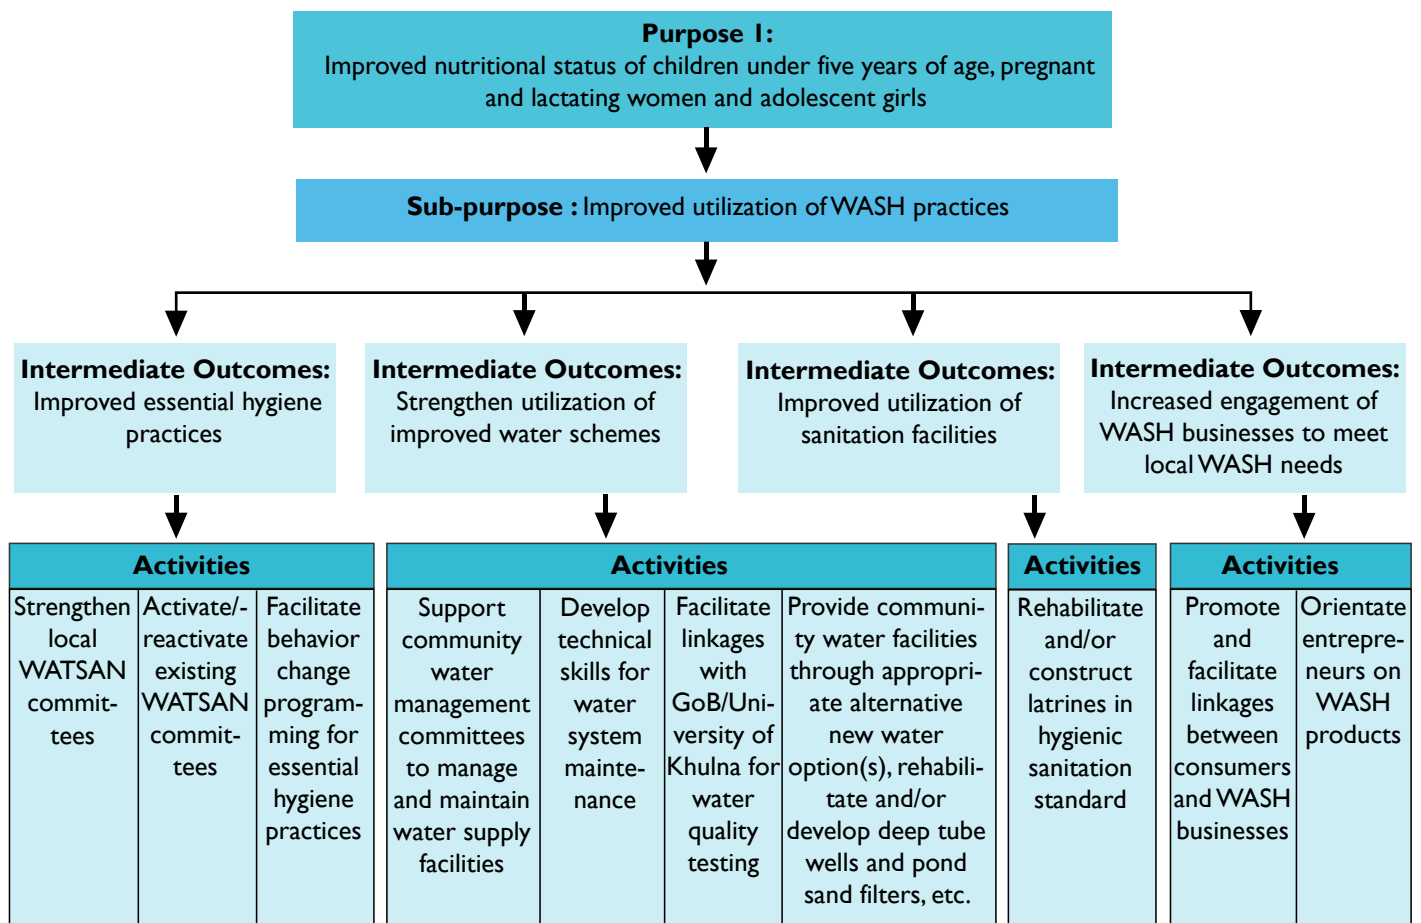 Purpose 1:
Improved nutritional status of children under five years of age, pregnant
and lactating women and adolescent girls
Sub-purpose : Improved utilization of WASH practices
Intermediate Outcomes:
Improved essential hygiene
practices
Intermediate Outcomes:
Strengthen utilization of
improved water schemes
Intermediate Outcomes:
Improved utilization of
sanitation facilities
Intermediate Outcomes:
Increased engagement of
WASH businesses to meet
local WASH needs
Activities
Strengthen
local
WATSAN
commit-
tees
Activate/-
reactivate
existing
WATSAN
commit-
tees
Facilitate
behavior
change
program-
ming for
essential
hygiene
practices
Activities
Support
community
water
management
committees
to manage
and maintain
water supply
facilities
Develop
technical
skills for
water
system
mainte-
nance
Facilitate
linkages
with
GoB/Uni-
versity of
Khulna for
water
quality
testing
Provide communi-
ty water facilities
through appropri-
ate alternative
new water
option(s), rehabili-
tate and/or
develop deep tube
wells and pond
sand filters, etc.
Activities
Rehabilitate
and/or
construct
latrines in
hygienic
sanitation
standard
Activities
Promote
and
facilitate
linkages
between
consumers
and WASH
businesses
Orientate
entrepre-
neurs on
WASH
products